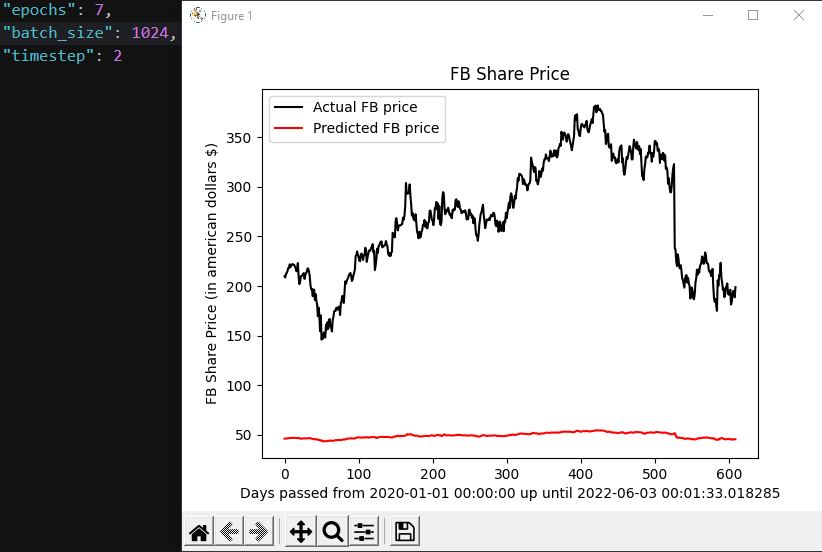 "epochs": 7,
"batch_size": 1024,
"timestep": 2
Figure 1
FB Share Price
Actual FB price
Predicted FB price
FB Share Price (in american dollars $)
350
300
250
200
150
100
50
0 100 200 300 400 500 600
Days passed from 2020-01-01 00:00:00 up until 2022-06-03 00:01:33.018285